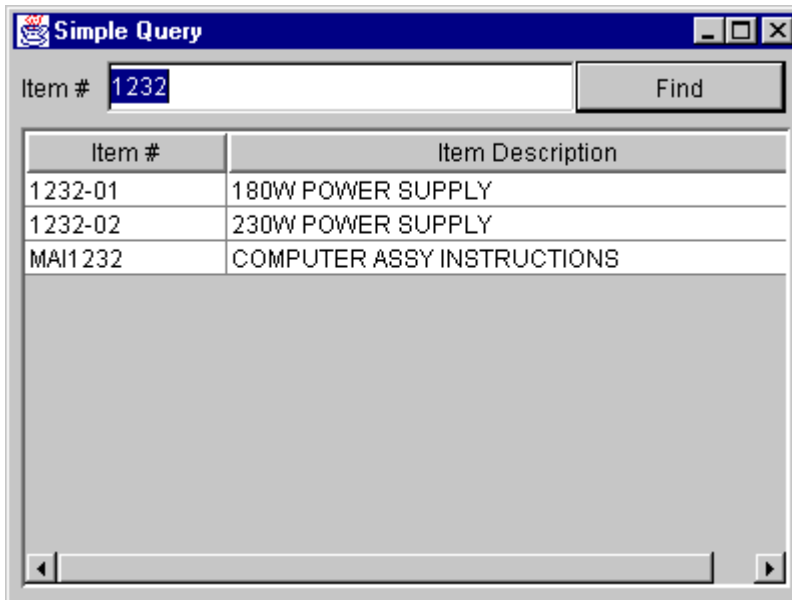 Simple Query
Item # 1232 Find
Item # Item Description
1232-01 180W POWER SUPPLY
1232-02 230W POWER SUPPLY
MAI1232 COMPUTER ASSY INSTRUCTIONS